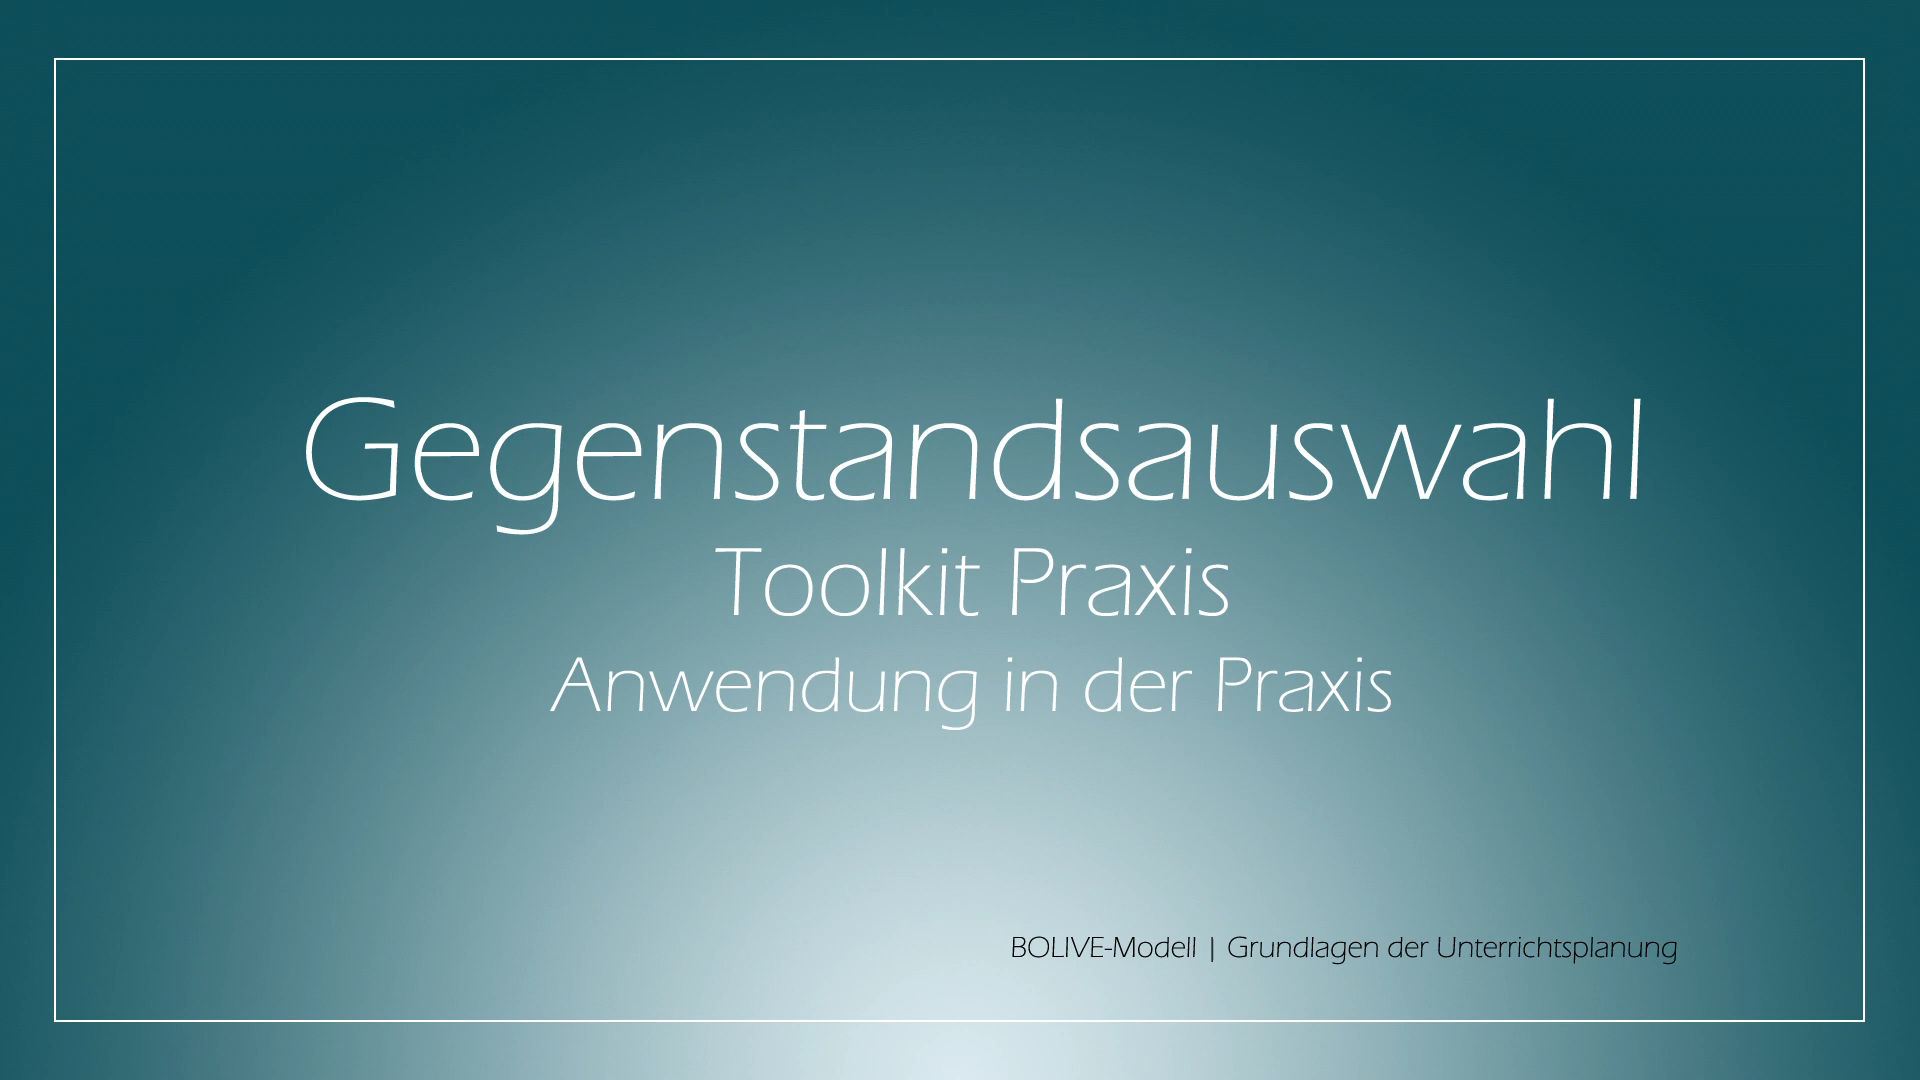 Gegenstandsauswahl
Toolkit Praxis
Anwendung in der Praxis
BOLIVE-Modell | Grundlagen der Unterrichtsplanung